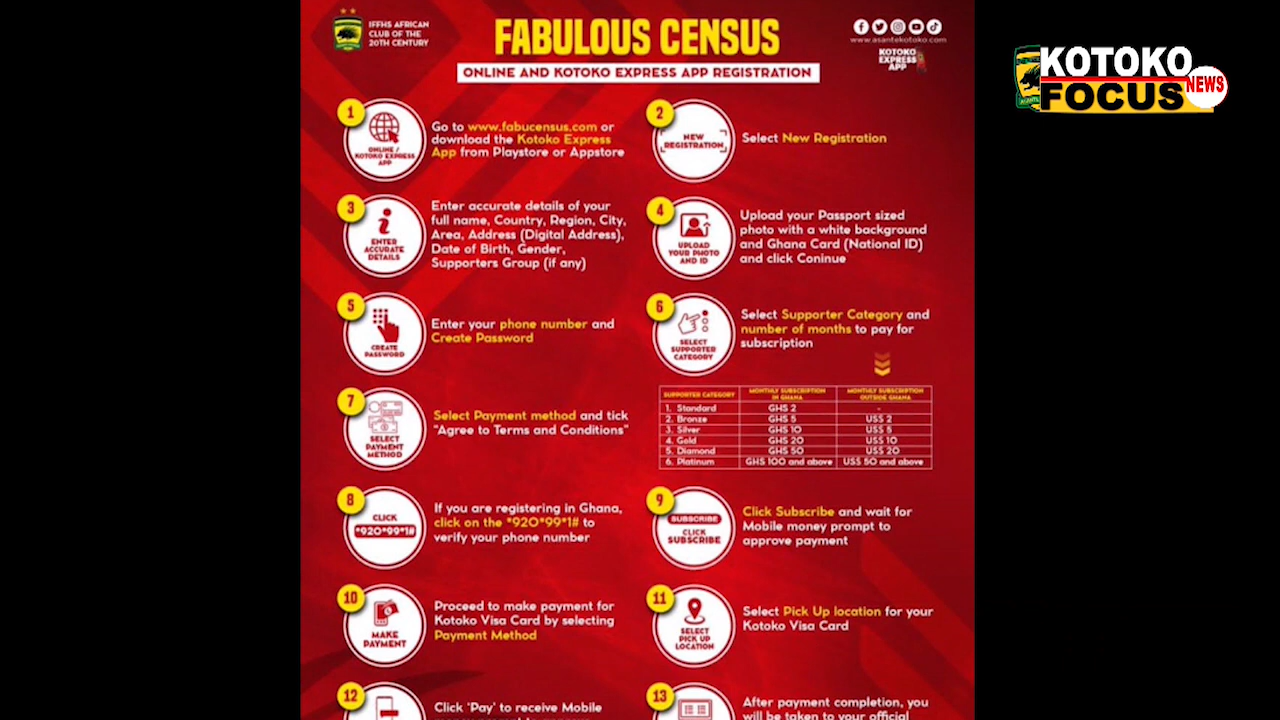 IFFHS AFRICAN
CLUB OF THE
20TH CENTURY
FABULOUS CENSUS
ONLINE AND KOTOKO EXPRESS APP REGISTRATION
www.asantekotoko.com
KOTOKO
EXPRESS
APP
KOTOKO
FOCUS
NEWS
1
ONLINE /
KOTOKO EXPRESS
APP
Go to www.fabucensus.com or
download the Kotoko Express
App from Playstore or Appstore
2
NEW
REGISTRATION
Select New Registration
3
ENTER
ACCURATE
DETAILS
Enter accurate details of your
full name, Country, Region, City,
Area, Address (Digital Address),
Date of Birth, Gender,
Supporters Group (if any)
4
UPLOAD
YOUR PHOTO
AND ID
Upload your Passport sized
photo with a white background
and Ghana Card (National ID)
and click Coninue
5
CREATE
PASSWORD
Enter your phone number and
Create Password
6
SELECT
SUPPORTER
CATEGORY
Select Supporter Category and
number of months to pay for
subscription
SUPPORTER CATEGORY MONTHLY SUBSCRIPTION IN GHANA MONTHLY SUBSCRIPTION OUTSIDE GHANA
1. Standard GHS 2 -
2. Bronze GHS 5 US$ 2
3. Silver GHS 10 US$ 5
4. Gold GHS 20 US$ 10
5. Diamond GHS 50 US$ 20
6. Platinum GHS 100 and above US$ 50 and above
7
SELECT
PAYMENT
METHOD
Select Payment method and tick
"Agree to Terms and Conditions"
8
CLICK
*920*99*1#
If you are registering in Ghana,
click on the *920*99*1# to
verify your phone number
9
SUBSCRIBE
CLICK
SUBSCRIBE
Click Subscribe and wait for
Mobile money prompt to
approve payment
10
MAKE
PAYMENT
Proceed to make payment for
Kotoko Visa Card by selecting
Payment Method
11
SELECT
PICK UP
LOCATION
Select Pick Up location for your
Kotoko Visa Card
12
Click 'Pay' to receive Mobile
13
After payment completion, you
will be taken to your official